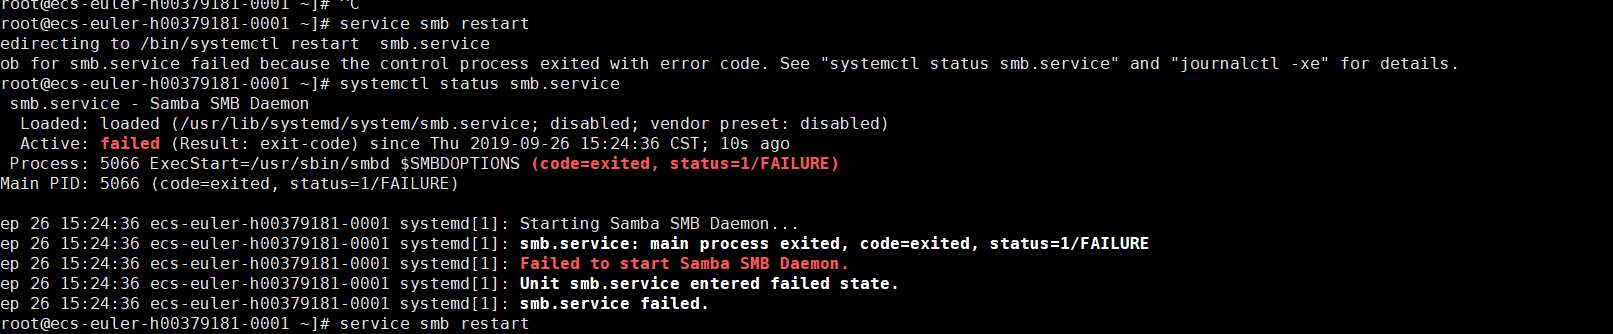 root@ecs-euler-h00379181-0001 ~]# ^C
root@ecs-euler-h00379181-0001 ~]# service smb restart
edirecting to /bin/systemctl restart  smb.service
ob for smb.service failed because the control process exited with error code. See "systemctl status smb.service" and "journalctl -xe" for details.
root@ecs-euler-h00379181-0001 ~]# systemctl status smb.service
 smb.service - Samba SMB Daemon
  Loaded: loaded (/usr/lib/systemd/system/smb.service; disabled; vendor preset: disabled)
  Active: failed (Result: exit-code) since Thu 2019-09-26 15:24:36 CST; 10s ago
 Process: 5066 ExecStart=/usr/sbin/smbd $SMBDOPTIONS (code=exited, status=1/FAILURE)
Main PID: 5066 (code=exited, status=1/FAILURE)
ep 26 15:24:36 ecs-euler-h00379181-0001 systemd[1]: Starting Samba SMB Daemon...
ep 26 15:24:36 ecs-euler-h00379181-0001 systemd[1]: smb.service: main process exited, code=exited, status=1/FAILURE
ep 26 15:24:36 ecs-euler-h00379181-0001 systemd[1]: Failed to start Samba SMB Daemon.
ep 26 15:24:36 ecs-euler-h00379181-0001 systemd[1]: Unit smb.service entered failed state.
ep 26 15:24:36 ecs-euler-h00379181-0001 systemd[1]: smb.service failed.
root@ecs-euler-h00379181-0001 ~]# service smb restart